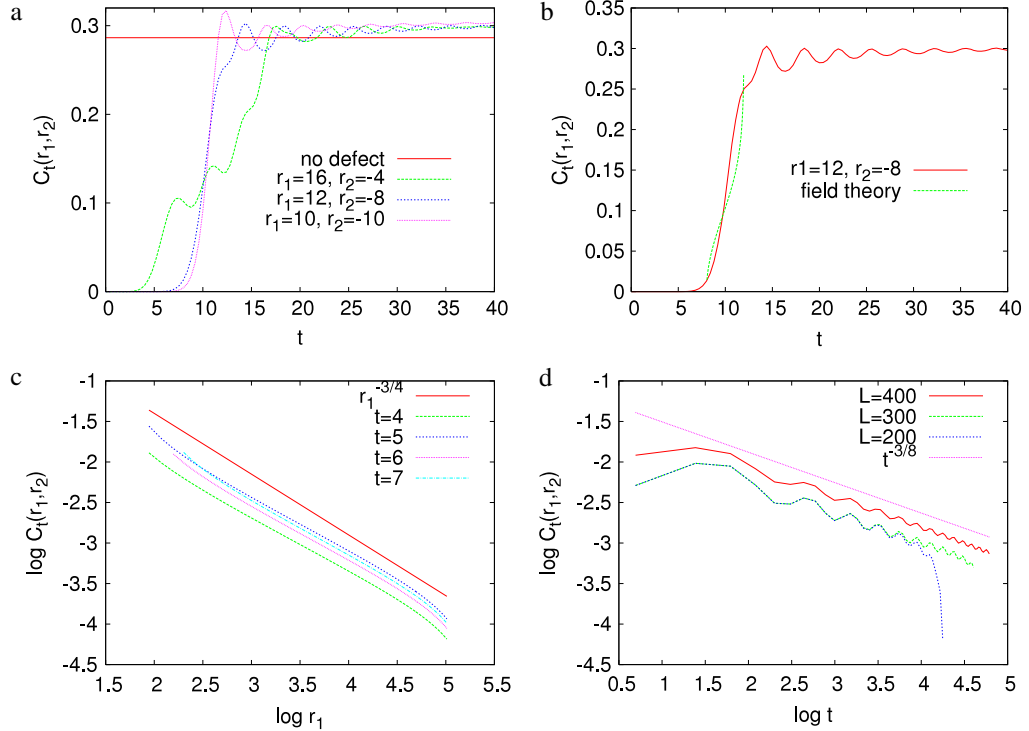 a
C_t(r_1,r_2)
0.3
0.2
0.1
0
no defect
r_1=16, r_2=-4
r_1=12, r_2=-8
r_1=10, r_2=-10
0 5 10 15 20 25 30 35 40
t
b
C_t(r_1,r_2)
0.35
0.3
0.25
0.2
0.15
0.1
0.05
0
r1=12, r_2=-8
field theory
0 5 10 15 20 25 30 35 40
t
c
log C_t(r_1,r_2)
-1
-1.5
-2
-2.5
-3
-3.5
-4
-4.5
r_1^-3/4
t=4
t=5
t=6
t=7
1.5 2 2.5 3 3.5 4 4.5 5 5.5
log r_1
d
log C_t(r_1,r_2)
-1
-1.5
-2
-2.5
-3
-3.5
-4
-4.5
L=400
L=300
L=200
t^-3/8
0.5 1 1.5 2 2.5 3 3.5 4 4.5 5
log t